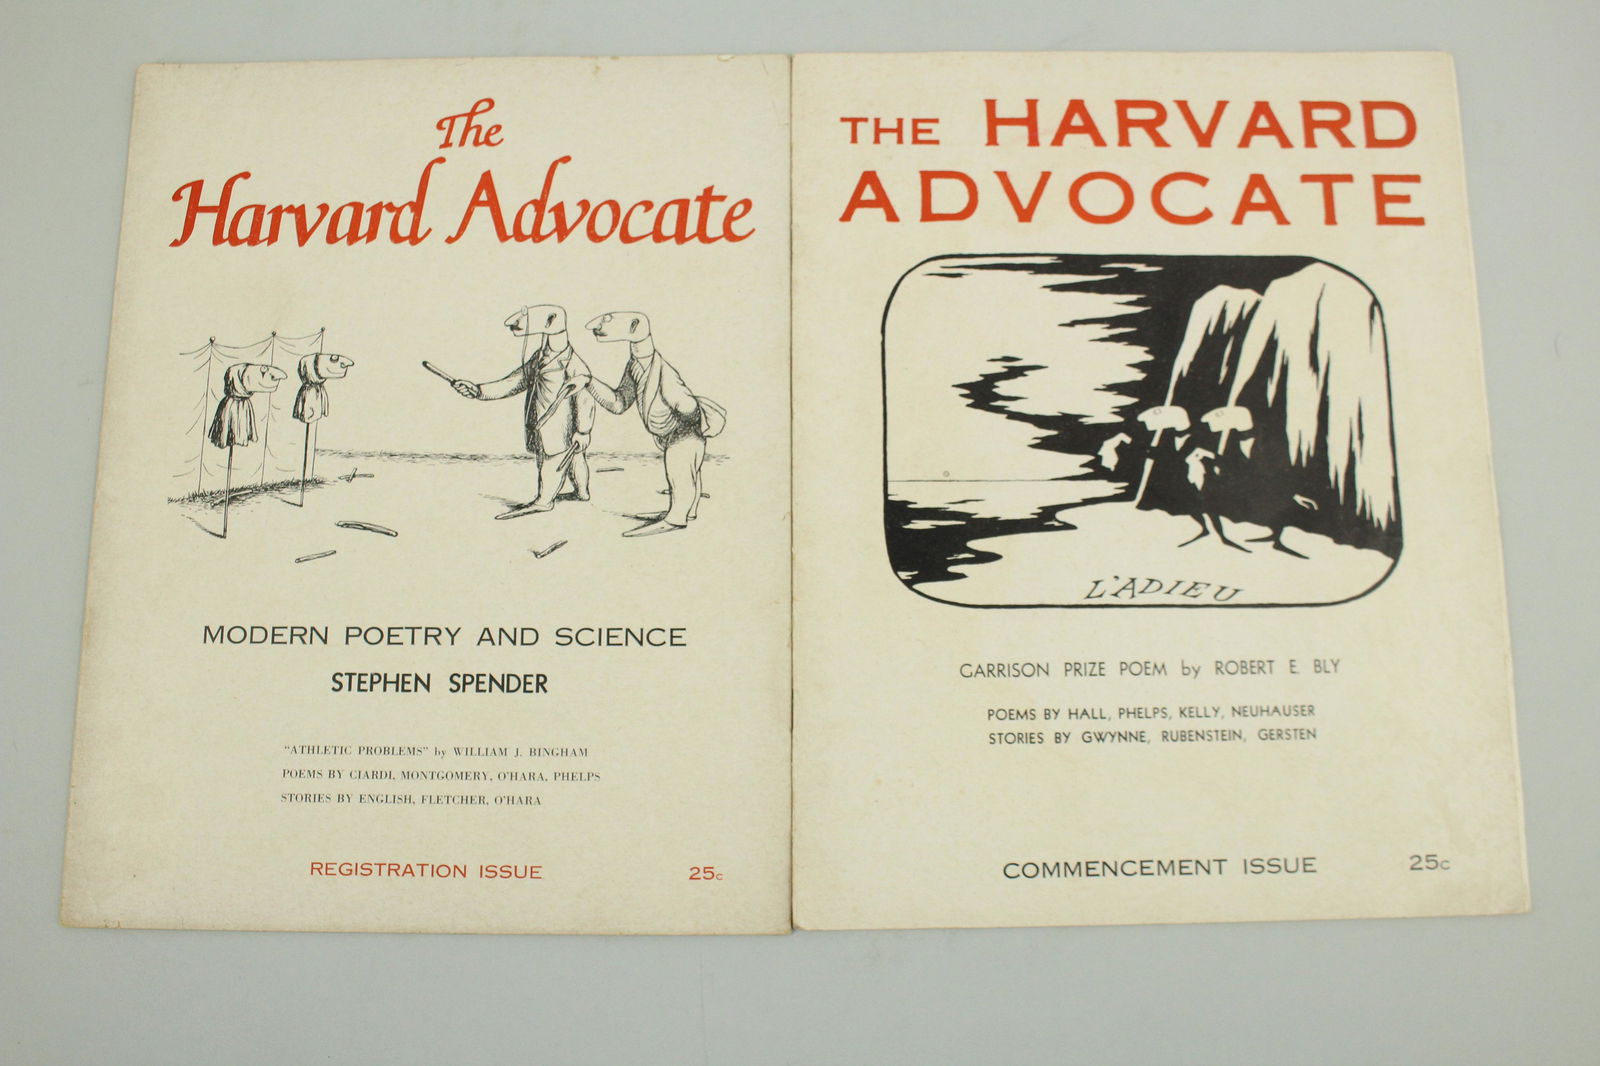 The
Harvard Advocate
MODERN POETRY AND SCIENCE
STEPHEN SPENDER
"ATHLETIC PROBLEMS" by WILLIAM J. BINGHAM
POEMS BY CIARDI, MONTGOMERY, O'HARA, PHELPS
STORIES BY ENGLISH, FLETCHER, O'HARA
REGISTRATION ISSUE 25c
THE HARVARD
ADVOCATE
L'ADIEU
GARRISON PRIZE POEM by ROBERT E. BLY
POEMS BY HALL, PHELPS, KELLY, NEUHAUSER
STORIES BY GWYNNE, RUBENSTEIN, GERSTEN
COMMENCEMENT ISSUE 25c